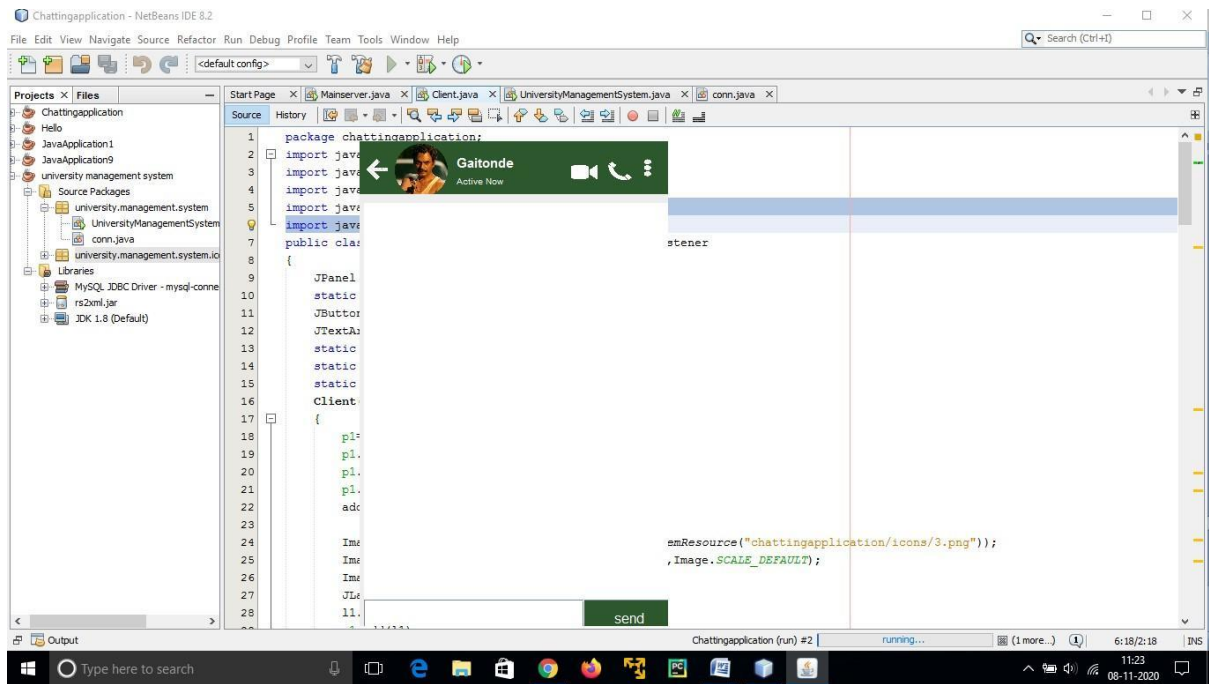 Chattingapplication - NetBeans IDE 8.2
File Edit View Navigate Source Refactor Run Debug Profile Team Tools Window Help
Search (Ctrl+I)
<default config>
Projects Files
Start Page Mainserver.java Client.java UniversityManagementSystem.java conn.java
Source History
Chattingapplication
Hello
JavaApplication1
JavaApplication9
university management system
Source Packages
university.management.system
UniversityManagementSystem
conn.java
university.management.system.ico
Libraries
MySQL JDBC Driver - mysql-conne
rs2xml.jar
JDK 1.8 (Default)
1 package chattingapplication;
2 import java
3 import java
4 import java
5 import java
import java
7 public clas stener
8 {
9 JPanel
10 static
11 JButton
12 JTextAr
13 static
14 static
15 static
16 Client
17 {
18 p1=
19 p1.
20 p1.
21 p1.
22 add
23
24 Ima emResource("chattingapplication/icons/3.png"));
25 Ima ,Image.SCALE_DEFAULT);
26 Ima
27 JLa
28 l1.
Gaitonde
Active Now
send
Output
Chattingapplication (run) #2 running... (1 more...) 1 6:18/2:18 INS
Type here to search
11:23
08-11-2020